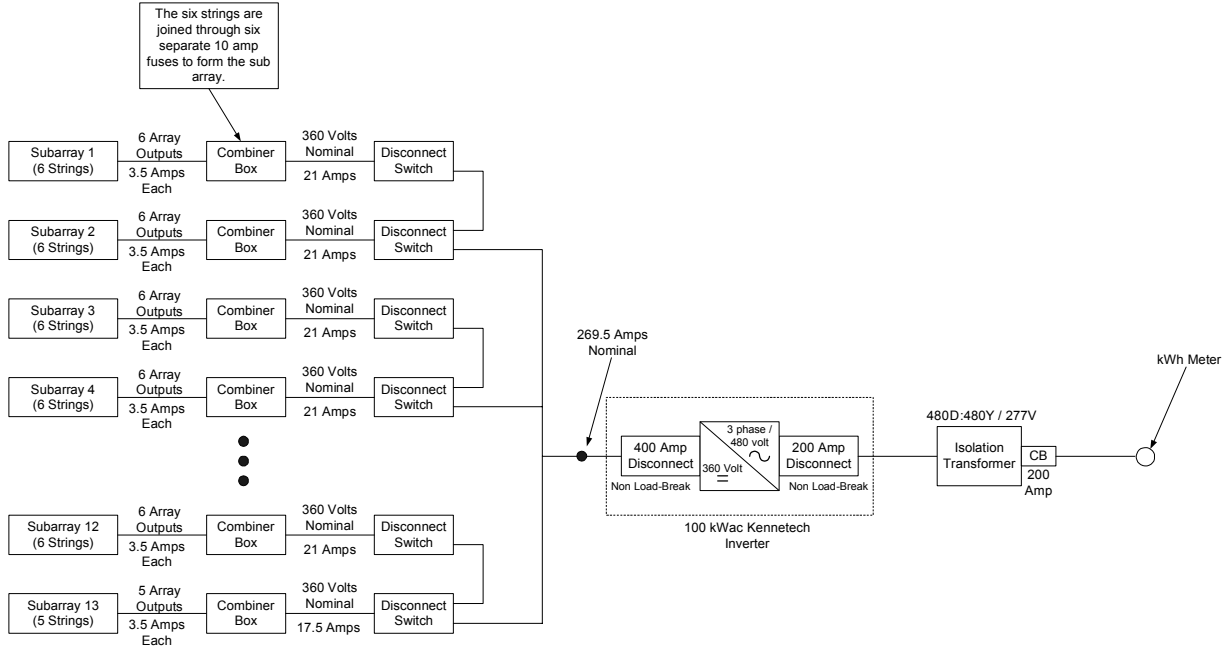 The six strings are
joined through six
separate 10 amp
fuses to form the sub
array.
Subarray 1
(6 Strings)
6 Array
Outputs
3.5 Amps
Each
Combiner
Box
360 Volts
Nominal
21 Amps
Disconnect
Switch
Subarray 2
(6 Strings)
6 Array
Outputs
3.5 Amps
Each
Combiner
Box
360 Volts
Nominal
21 Amps
Disconnect
Switch
Subarray 3
(6 Strings)
6 Array
Outputs
3.5 Amps
Each
Combiner
Box
360 Volts
Nominal
21 Amps
Disconnect
Switch
Subarray 4
(6 Strings)
6 Array
Outputs
3.5 Amps
Each
Combiner
Box
360 Volts
Nominal
21 Amps
Disconnect
Switch
Subarray 12
(6 Strings)
6 Array
Outputs
3.5 Amps
Each
Combiner
Box
360 Volts
Nominal
21 Amps
Disconnect
Switch
Subarray 13
(5 Strings)
5 Array
Outputs
3.5 Amps
Each
Combiner
Box
360 Volts
Nominal
17.5 Amps
Disconnect
Switch
269.5 Amps
Nominal
400 Amp
Disconnect
Non Load-Break
3 phase /
480 volt
360 Volt
200 Amp
Disconnect
Non Load-Break
100 kWac Kennetech
Inverter
480D:480Y / 277V
Isolation
Transformer
CB
200
Amp
kWh Meter